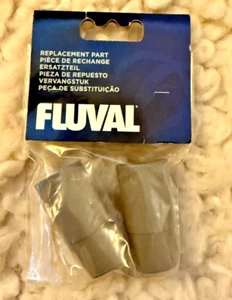 REPLACEMENT PART
PIÈCE DE RECHANGE
ERSATZTEIL
PIEZA DE REPUESTO
VERVANGSTUK
PEÇA DE SUBSTITUIÇÃO
FLUVAL